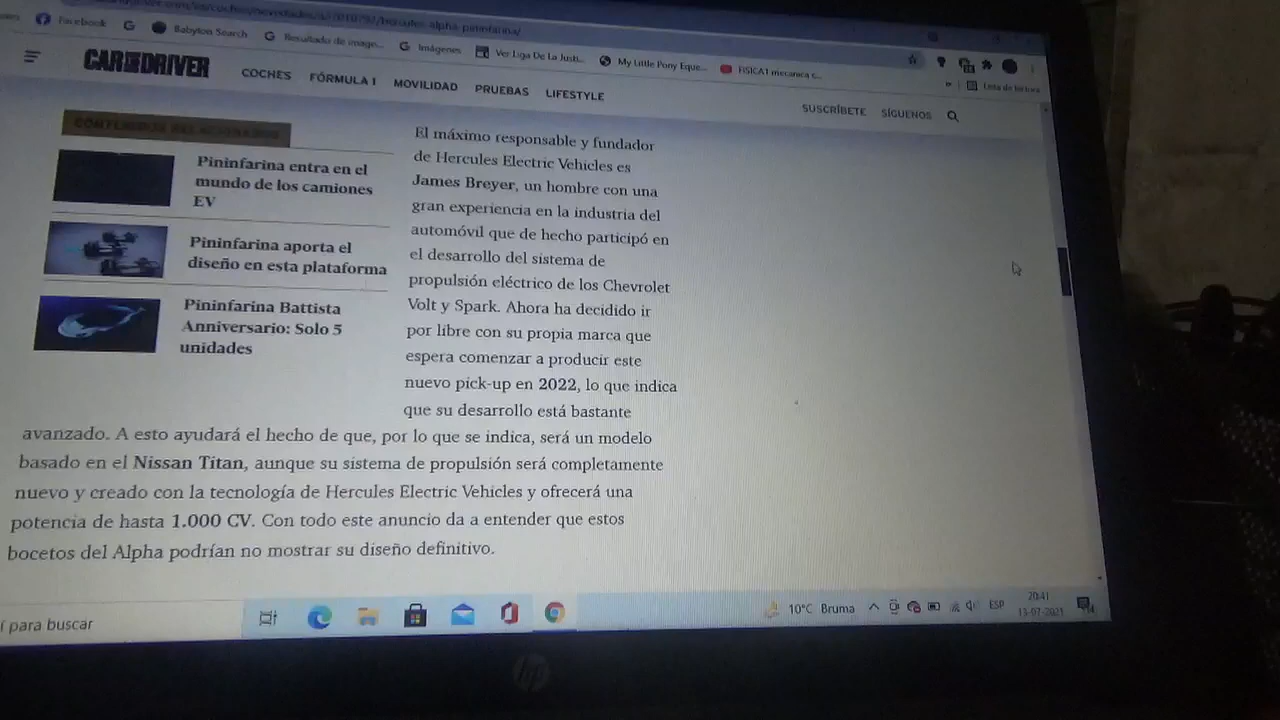 Facebook
Babylon Search
Resultado de image...
Imágenes
Ver Liga De La Justi...
My Little Pony Eque...
FISICA1 mecanica c...
Lista de lectura
CAR AND DRIVER
COCHES FÓRMULA 1 MOVILIDAD PRUEBAS LIFESTYLE
SUSCRÍBETE SÍGUENOS
CONTENIDOS RELACIONADOS
Pininfarina entra en el
mundo de los camiones
EV
Pininfarina aporta el
diseño en esta plataforma
Pininfarina Battista
Anniversario: Solo 5
unidades
El máximo responsable y fundador
de Hercules Electric Vehicles es
James Breyer, un hombre con una
gran experiencia en la industria del
automóvil que de hecho participó en
el desarrollo del sistema de
propulsión eléctrico de los Chevrolet
Volt y Spark. Ahora ha decidido ir
por libre con su propia marca que
espera comenzar a producir este
nuevo pick-up en 2022, lo que indica
que su desarrollo está bastante
avanzado. A esto ayudará el hecho de que, por lo que se indica, será un modelo
basado en el Nissan Titan, aunque su sistema de propulsión será completamente
nuevo y creado con la tecnología de Hercules Electric Vehicles y ofrecerá una
potencia de hasta 1.000 CV. Con todo este anuncio da a entender que estos
bocetos del Alpha podrían no mostrar su diseño definitivo.
í para buscar
10°C Bruma
ESP
20:41
13-07-2021
hp